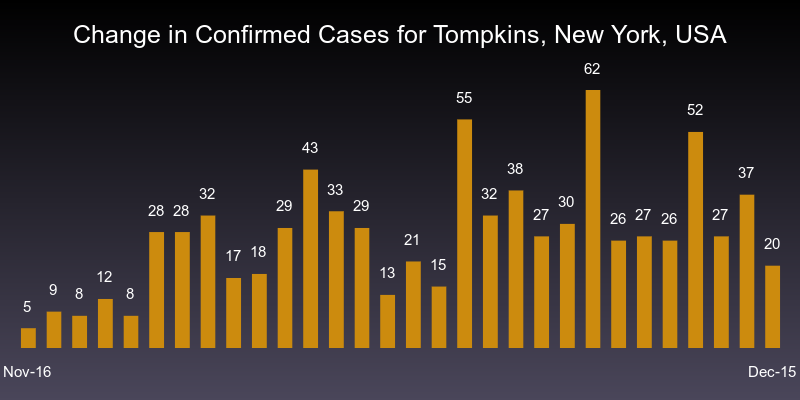 Change in Confirmed Cases for Tompkins, New York, USA
5 9 8 12 8 28 28 32 17 18 29 43 33 29 13 21 15 55 32 38 27 30 62 26 27 26 52 27 37 20
Nov-16 Dec-15